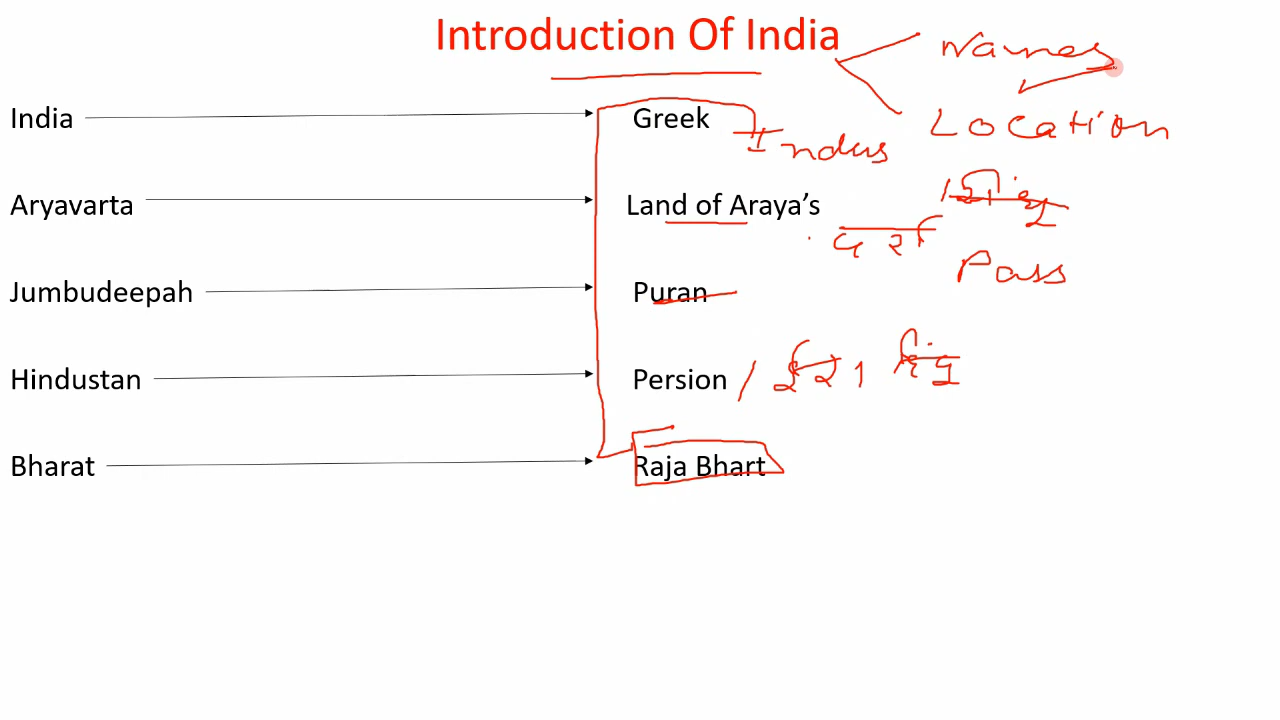 Introduction Of India
Names
India Greek
Indus
Location
Aryavarta Land of Araya's
दर्रा
Pass
Jumbudeepah Puran
Hindustan Persion /
Bharat Raja Bhart